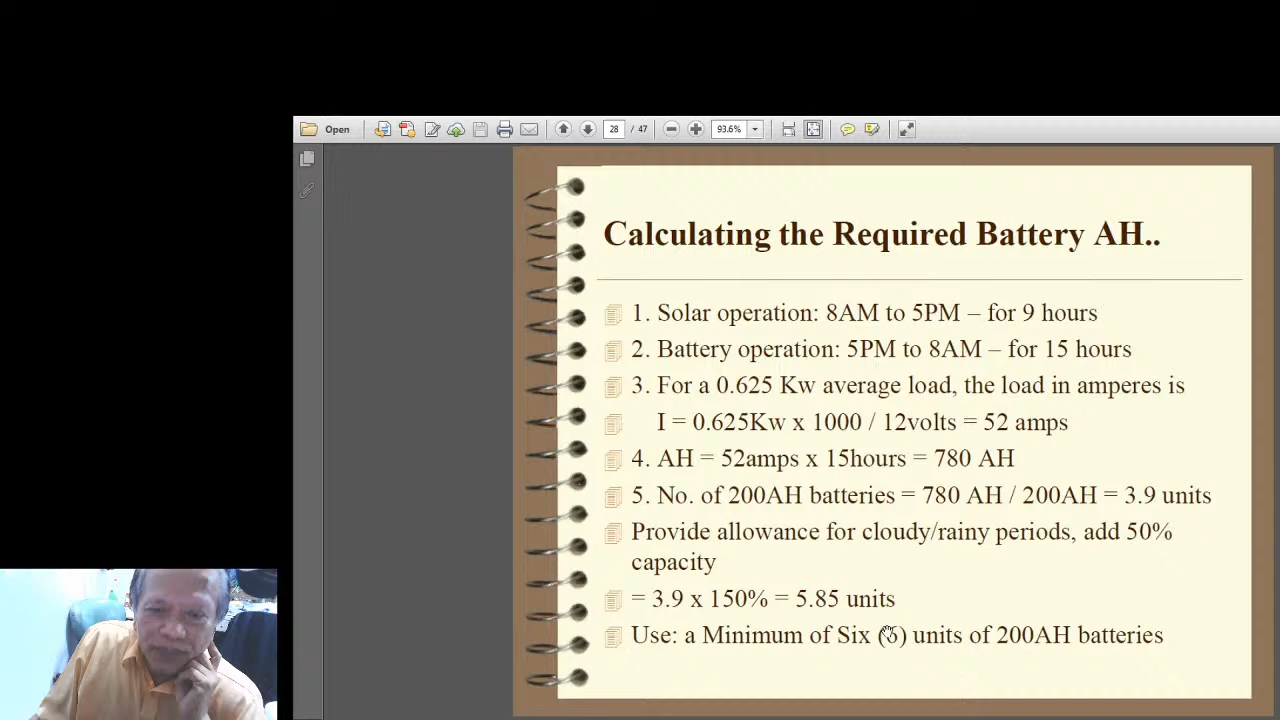 Open
28 / 47
93.6%
Calculating the Required Battery AH..
1. Solar operation: 8AM to 5PM – for 9 hours
2. Battery operation: 5PM to 8AM – for 15 hours
3. For a 0.625 Kw average load, the load in amperes is
I = 0.625Kw x 1000 / 12volts = 52 amps
4. AH = 52amps x 15hours = 780 AH
5. No. of 200AH batteries = 780 AH / 200AH = 3.9 units
Provide allowance for cloudy/rainy periods, add 50%
capacity
= 3.9 x 150% = 5.85 units
Use: a Minimum of Six (6) units of 200AH batteries